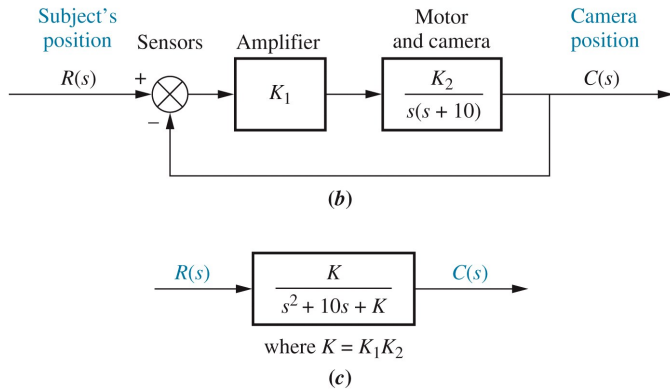 Subject's
position
Sensors
Amplifier
Motor
and camera
Camera
position
R(s)
+
−
K₁
K₂
s(s + 10)
C(s)
(b)
R(s)
K
s² + 10s + K
C(s)
where K = K₁K₂
(c)